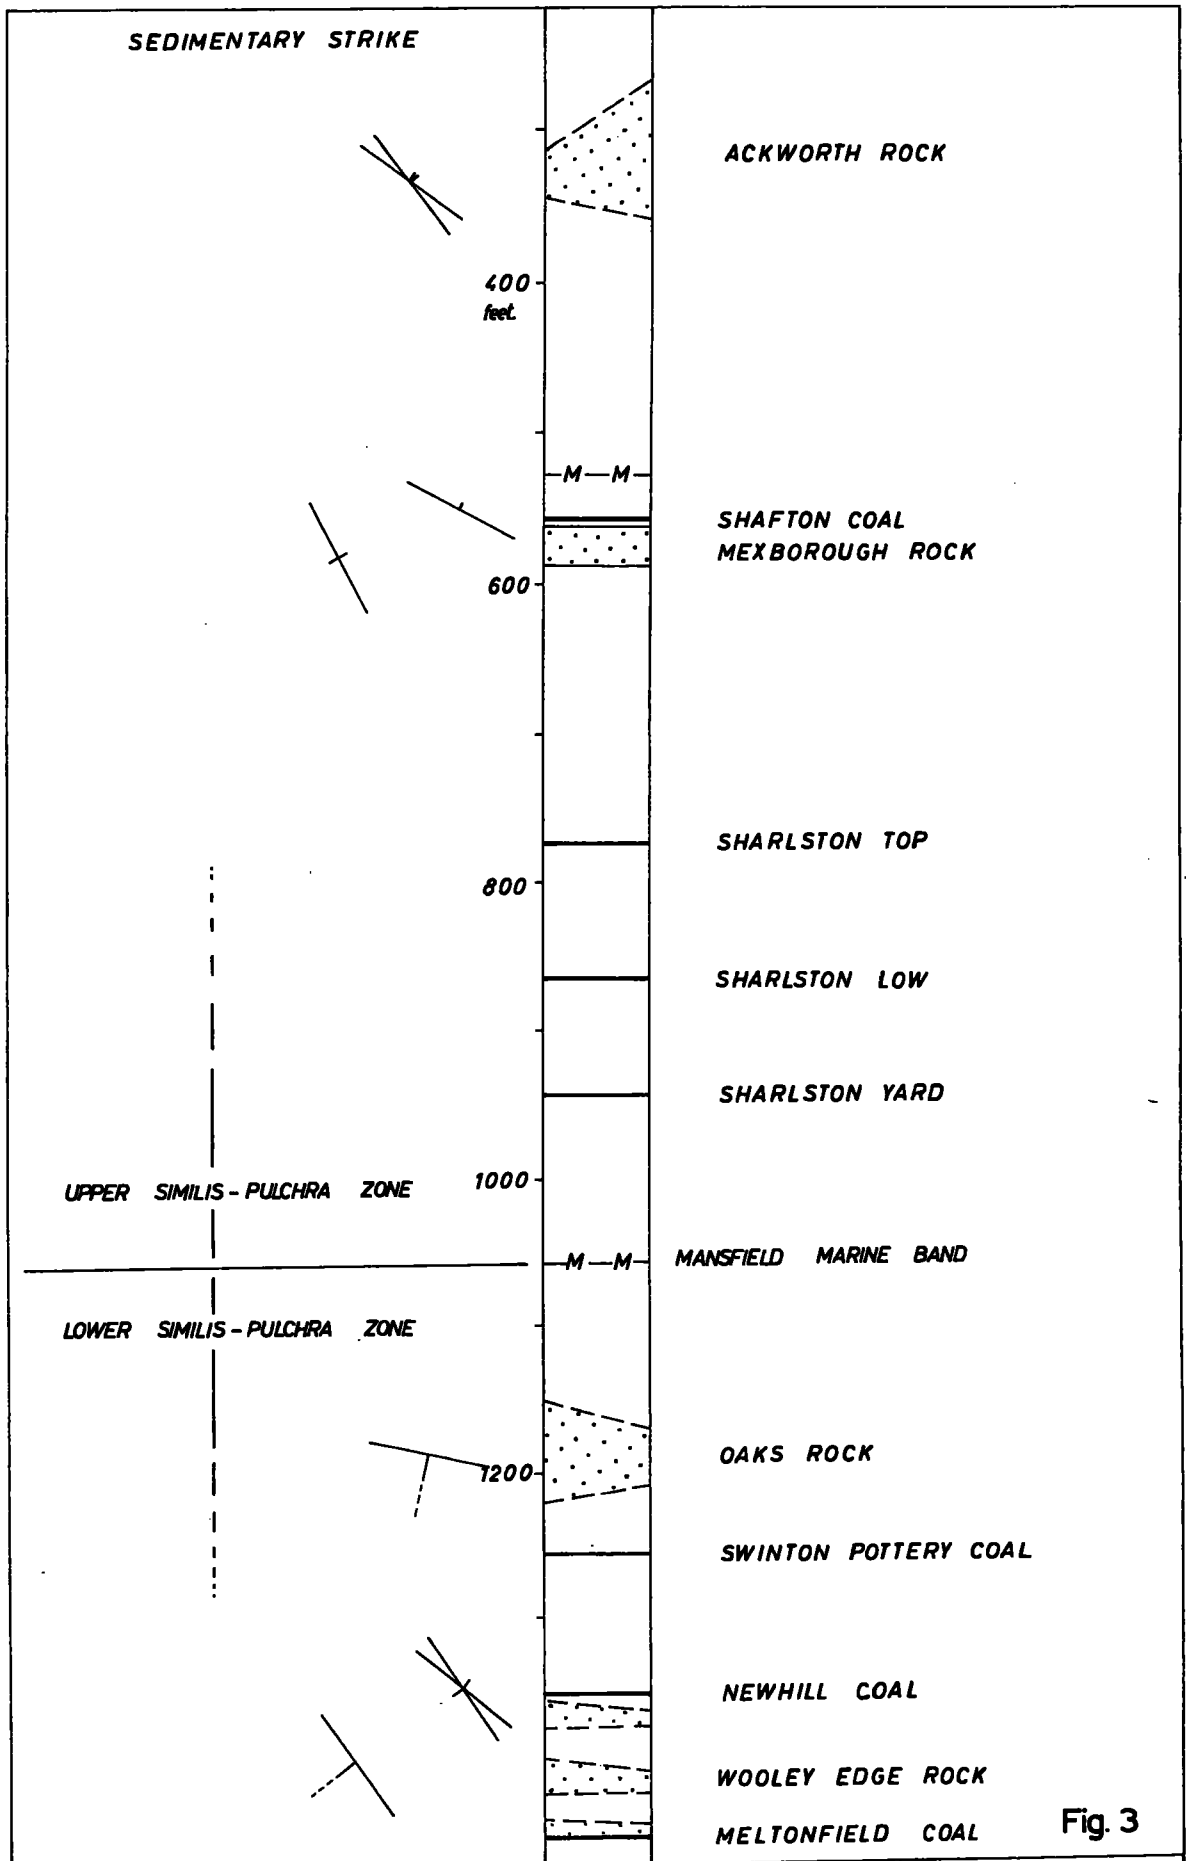 SEDIMENTARY STRIKE
ACKWORTH ROCK
400
feet.
M M
SHAFTON COAL
MEXBOROUGH ROCK
600
SHARLSTON TOP
800
SHARLSTON LOW
SHARLSTON YARD
1000
UPPER SIMILIS-PULCHRA ZONE
M M MANSFIELD MARINE BAND
LOWER SIMILIS-PULCHRA ZONE
OAKS ROCK
1200
SWINTON POTTERY COAL
NEWHILL COAL
WOOLEY EDGE ROCK
MELTONFIELD COAL
Fig. 3